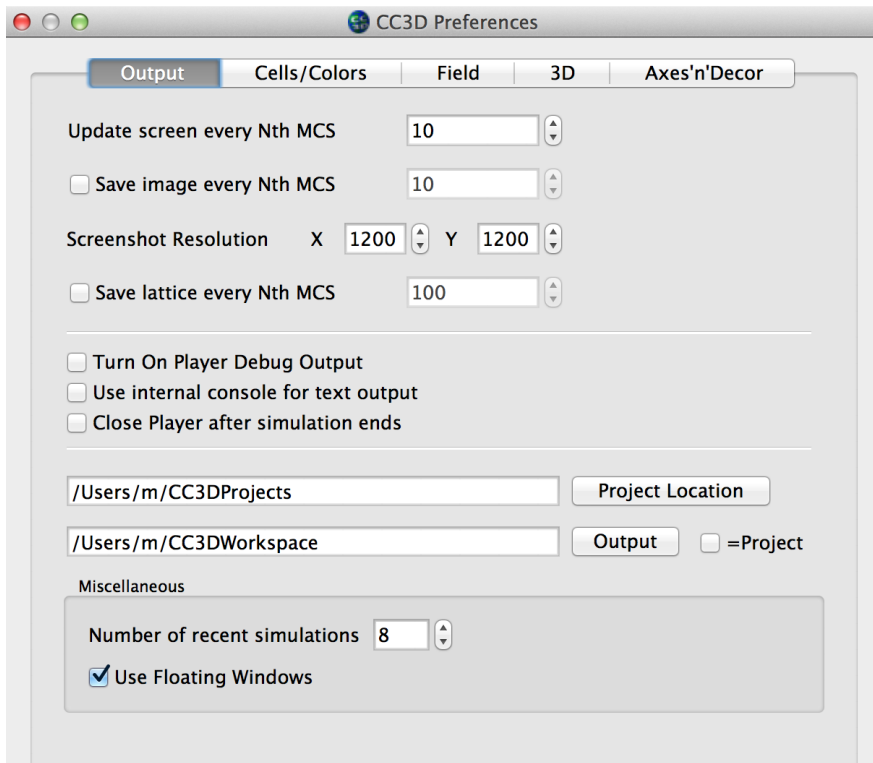 CC3D Preferences
Output Cells/Colors Field 3D Axes'n'Decor
Update screen every Nth MCS 10
Save image every Nth MCS 10
Screenshot Resolution X 1200 Y 1200
Save lattice every Nth MCS 100
Turn On Player Debug Output
Use internal console for text output
Close Player after simulation ends
/Users/m/CC3DProjects Project Location
/Users/m/CC3DWorkspace Output =Project
Miscellaneous
Number of recent simulations 8
Use Floating Windows